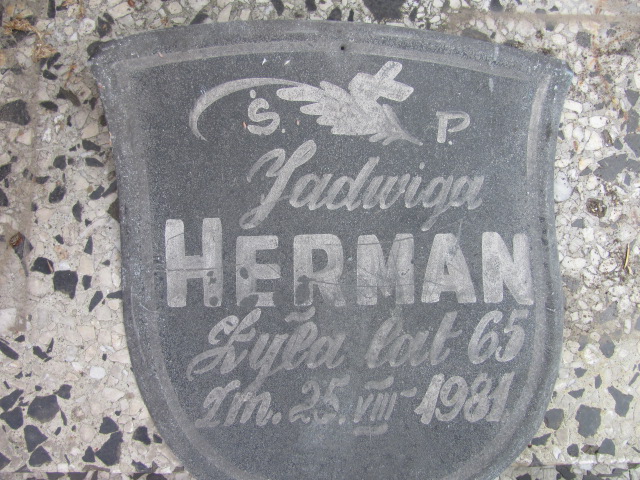 Ś. P.
Jadwiga
HERMAN
Żyła lat 65
Zm. 25.VIII-1981